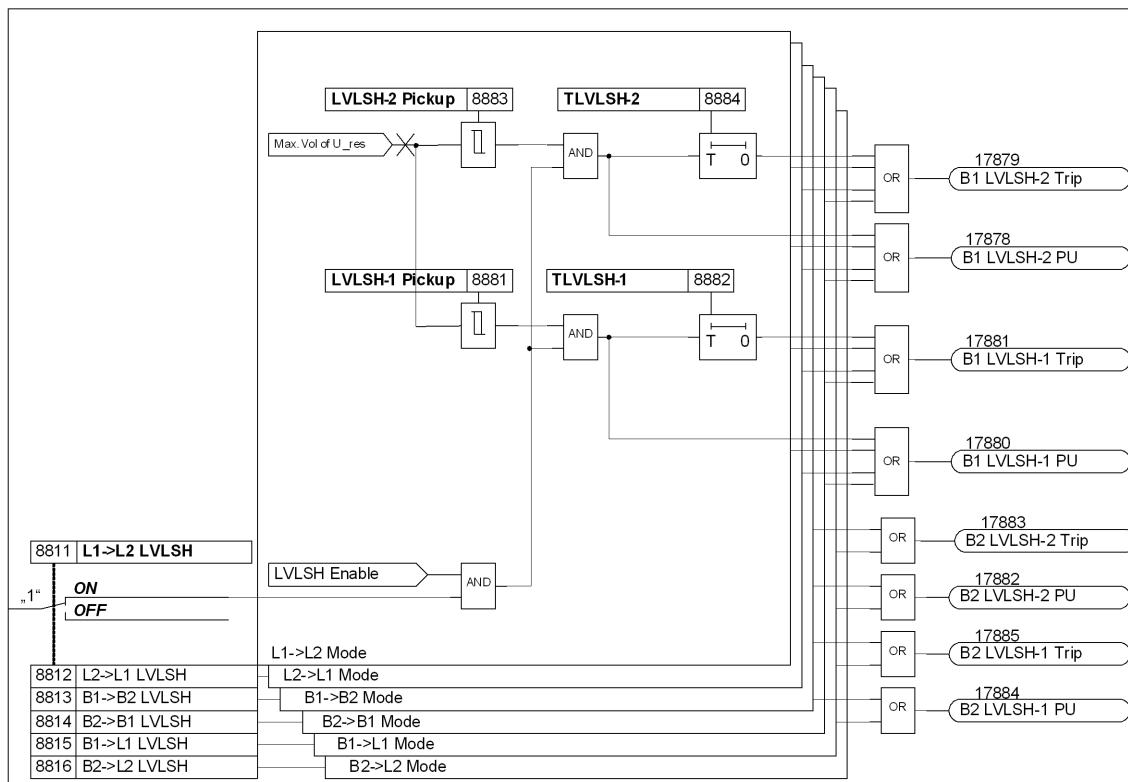 LVLSH-2 Pickup 8883
TLVLSH-2 8884
Max. Vol of U_res
AND
T 0
OR
17879
B1 LVLSH-2 Trip
OR
17878
B1 LVLSH-2 PU
LVLSH-1 Pickup 8881
TLVLSH-1 8882
AND
T 0
OR
17881
B1 LVLSH-1 Trip
OR
17880
B1 LVLSH-1 PU
OR
17883
B2 LVLSH-2 Trip
8811 L1->L2 LVLSH
LVLSH Enable
AND
OR
17882
B2 LVLSH-2 PU
„1“
ON
OFF
OR
17885
B2 LVLSH-1 Trip
OR
17884
B2 LVLSH-1 PU
L1->L2 Mode
8812 L2->L1 LVLSH
L2->L1 Mode
8813 B1->B2 LVLSH
B1->B2 Mode
8814 B2->B1 LVLSH
B2->B1 Mode
8815 B1->L1 LVLSH
B1->L1 Mode
8816 B2->L2 LVLSH
B2->L2 Mode